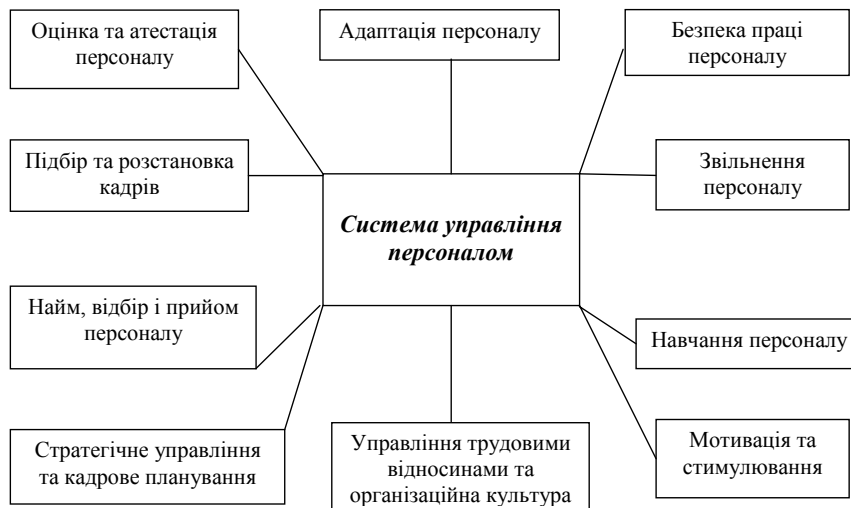 Оцінка та атестація
персоналу
Адаптація персоналу
Безпека праці
персоналу
Підбір та розстановка
кадрів
Звільнення
персоналу
Система управління
персоналом
Найм, відбір і прийом
персоналу
Навчання персоналу
Стратегічне управління
та кадрове планування
Управління трудовими
відносинами та
організаційна культура
Мотивація та
стимулювання